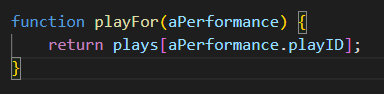 function playFor(aPerformance) {
    return plays[aPerformance.playID];
}